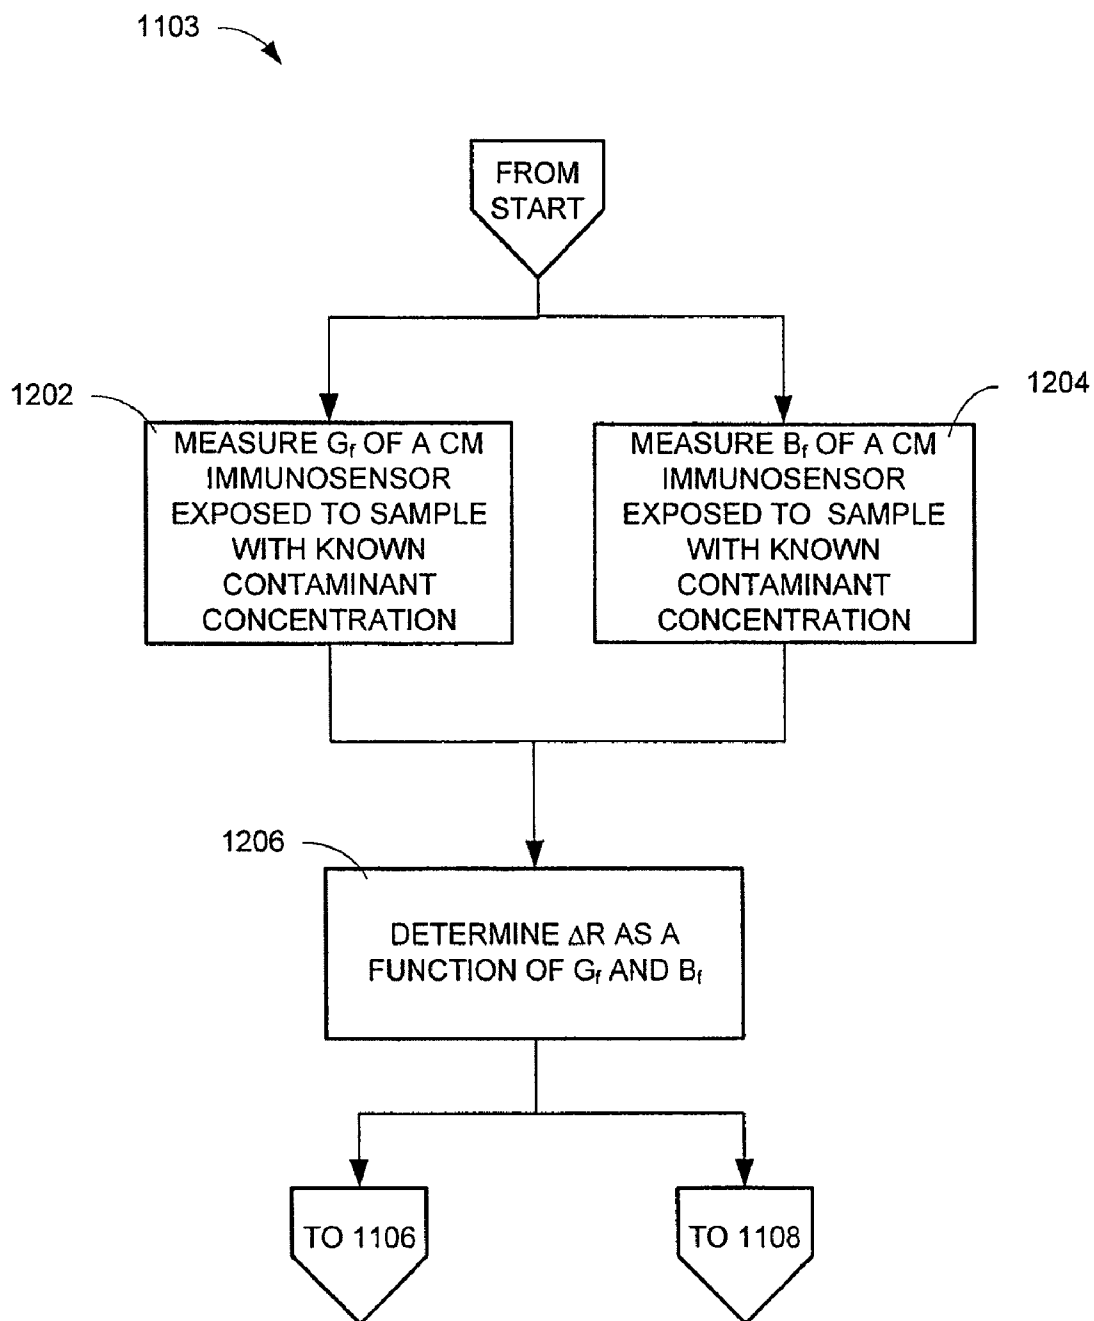 1103
FROM
START
1202
1204
MEASURE Gf OF A CM
IMMUNOSENSOR
EXPOSED TO SAMPLE
WITH KNOWN
CONTAMINANT
CONCENTRATION
MEASURE Bf OF A CM
IMMUNOSENSOR
EXPOSED TO SAMPLE
WITH KNOWN
CONTAMINANT
CONCENTRATION
1206
DETERMINE ΔR AS A
FUNCTION OF Gf AND Bf
TO 1106
TO 1108